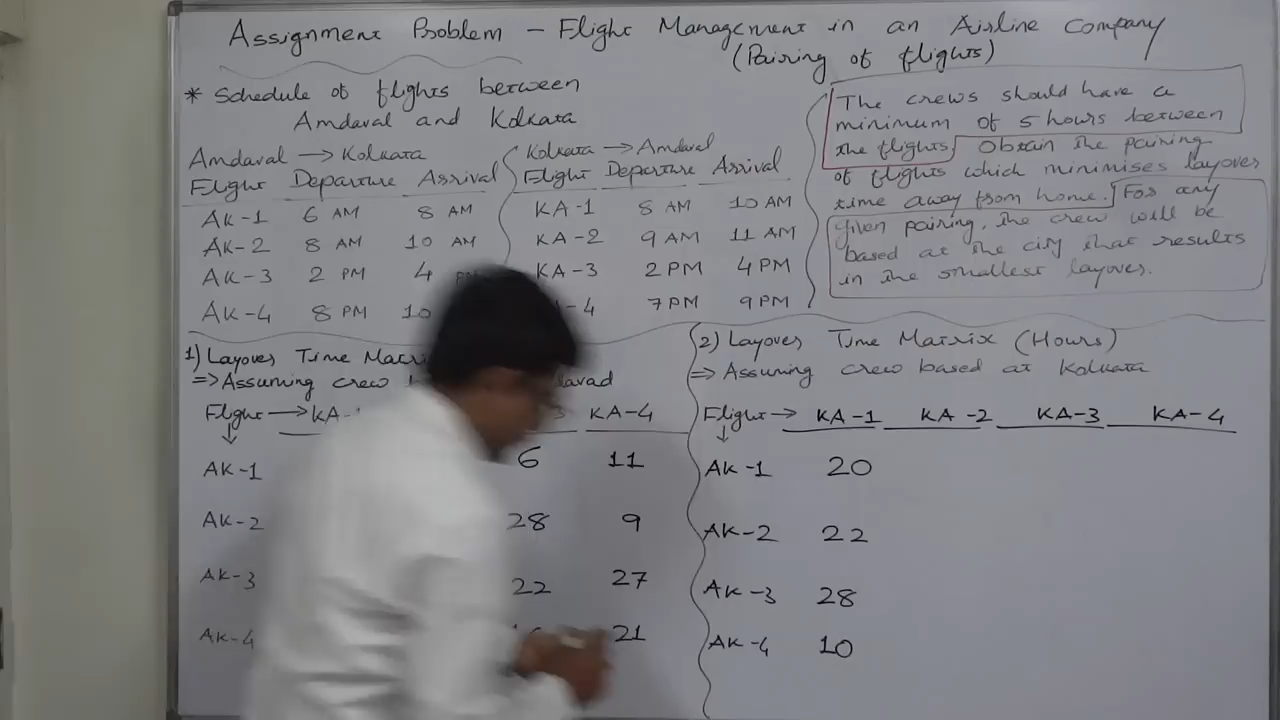 Assignment Problem – Flight Management in an Airline Company
(Pairing of flights)
* Schedule of flights between
Amdavad and Kolkata
Amdavad → Kolkata
Flight Departure Arrival
AK-1 6 AM 8 AM
AK-2 8 AM 10 AM
AK-3 2 PM 4 PM
AK-4 8 PM 10
Kolkata → Amdavad
Flight Departure Arrival
KA-1 8 AM 10 AM
KA-2 9 AM 11 AM
KA-3 2 PM 4 PM
-4 7 PM 9 PM
The crews should have a
minimum of 5 hours between
the flights. Obtain the pairing
of flights which minimises layover
time away from home. For any
given pairing, the crew will be
based at the city that results
in the smallest layover.
1) Layover Time Matri
⇒ Assuming crew
Flight → KA-
↓
3 KA-4
AK-1 6 11
AK-2 28 9
AK-3 22 27
AK-4 21
2) Layover Time Matrix (Hours)
⇒ Assuming crew based at Kolkata
Flight → KA-1 KA-2 KA-3 KA-4
↓
AK-1 20
AK-2 22
AK-3 28
AK-4 10